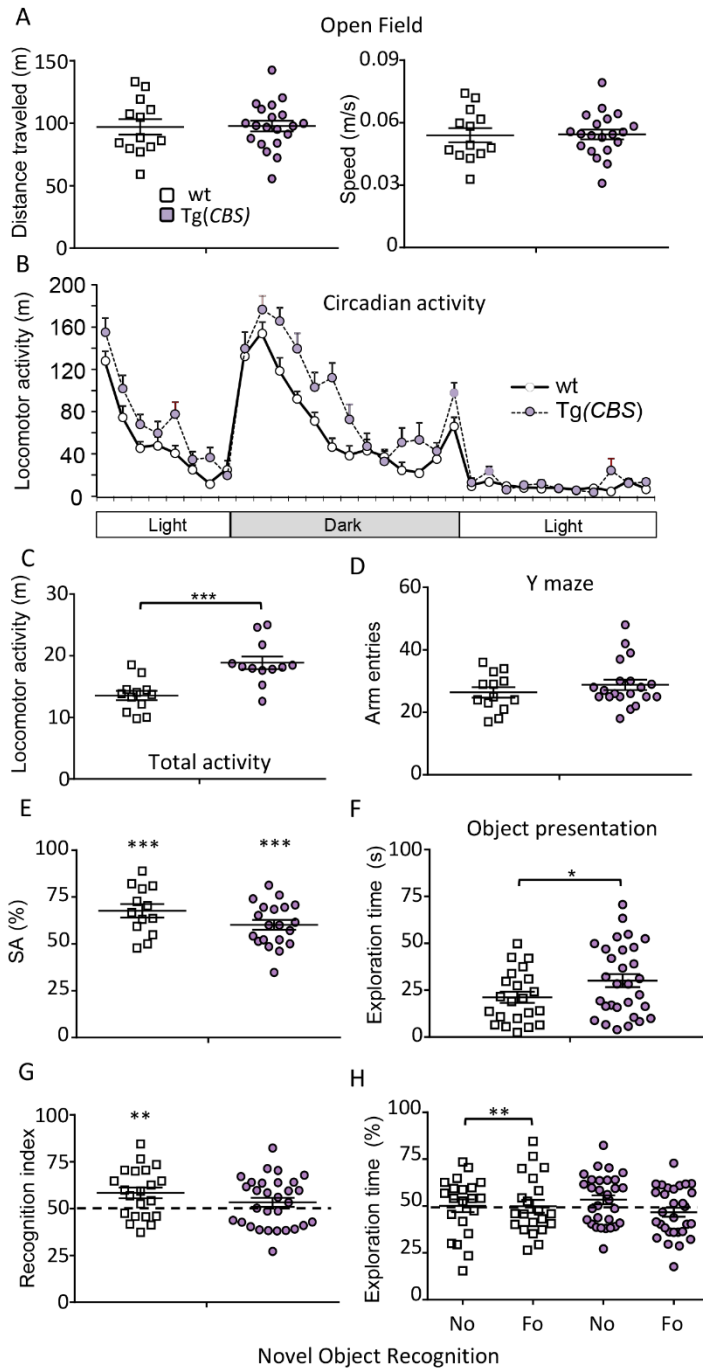 A
Open Field
Distance traveled (m)
150
100
50
0
wt
Tg(CBS)
Speed (m/s)
0.09
0.06
0.03
0
B
Circadian activity
Locomotor activity (m)
200
160
120
80
40
0
wt
Tg(CBS)
Light
Dark
Light
C
Locomotor activity (m)
30
20
10
0
***
Total activity
D
Y maze
Arm entries
60
40
20
0
E
SA (%)
100
75
50
25
0
***
***
F
Object presentation
Exploration time (s)
100
75
50
25
0
*
G
Recognition index
100
75
50
25
0
**
H
Exploration time (%)
100
50
25
0
**
No
Fo
No
Fo
Novel Object Recognition